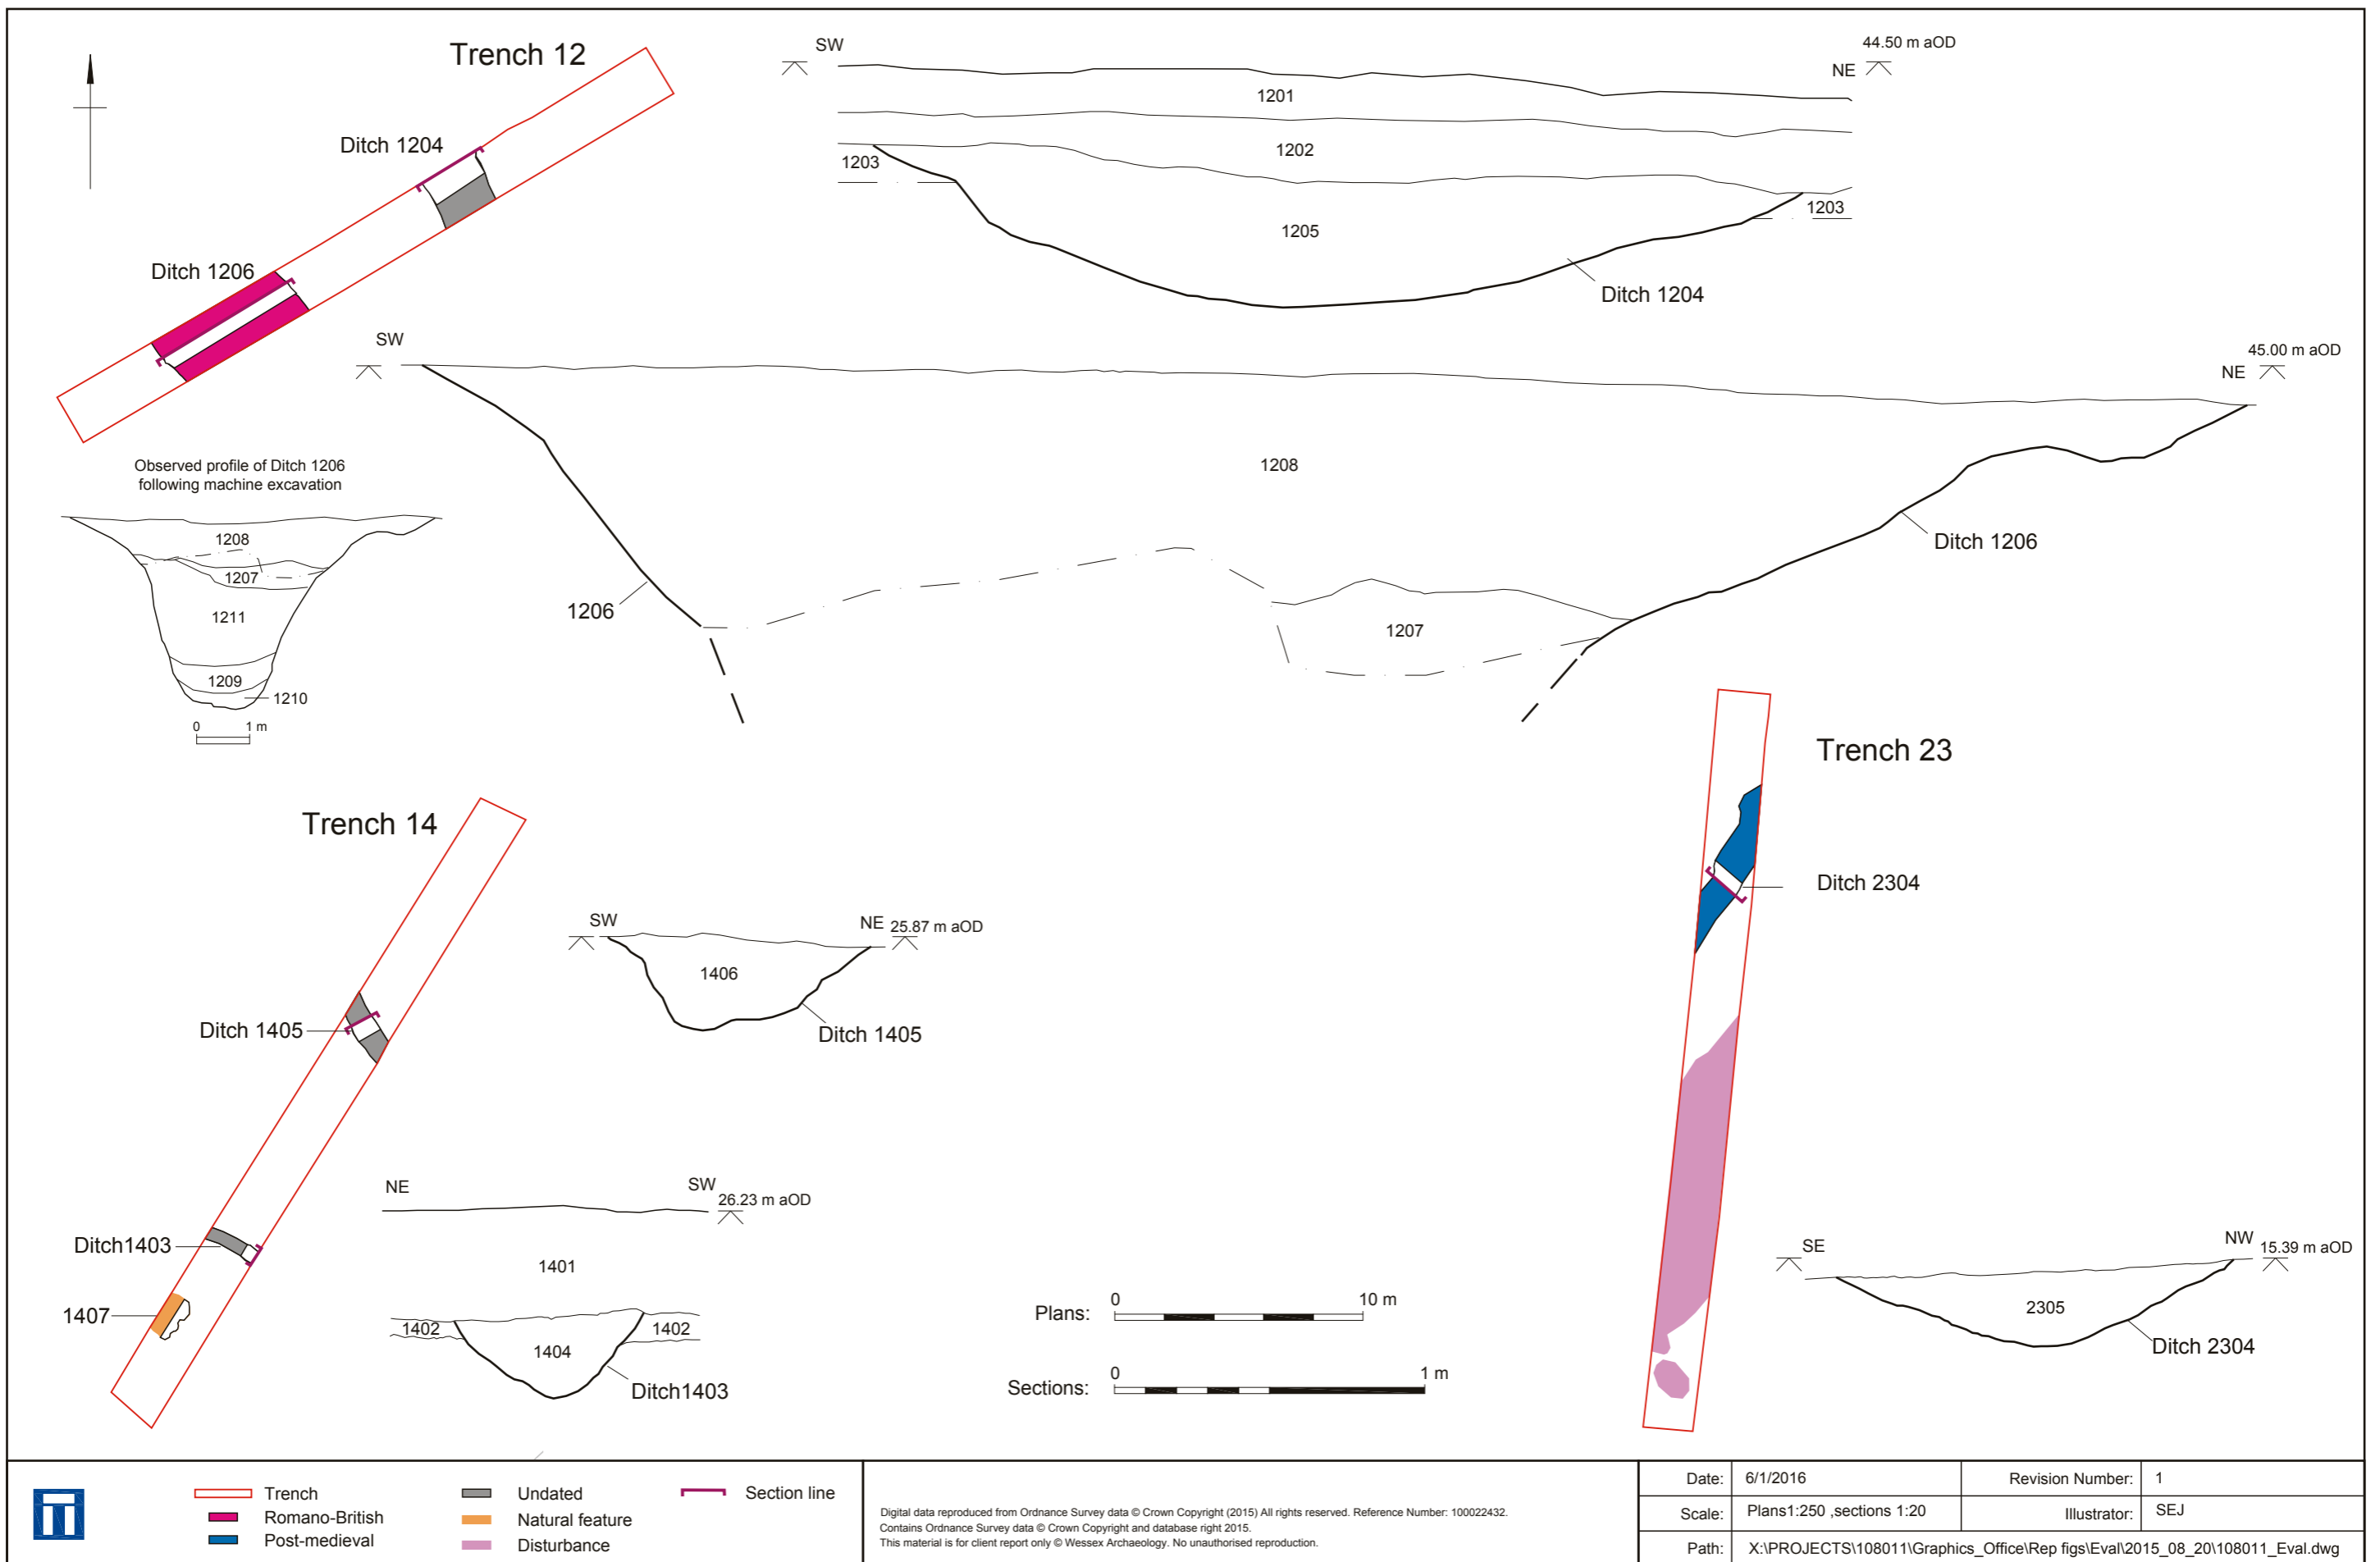 Trench 12
SW
44.50 m aOD
NE
1201
Ditch 1204
1202
1203
1203
1205
Ditch 1204
Ditch 1206
SW
45.00 m aOD
NE
1208
Ditch 1206
1206
1207
Observed profile of Ditch 1206
following machine excavation
1208
1207
1211
1209
1210
0 1 m
Trench 23
Ditch 2304
Trench 14
SW
NE 25.87 m aOD
1406
Ditch 1405
Ditch 1405
NE
SW
26.23 m aOD
Ditch1403
1401
1402
1402
1404
Ditch1403
1407
SE
NW
15.39 m aOD
2305
Ditch 2304
Plans:
0 10 m
Sections:
0 1 m
Trench
Romano-British
Post-medieval
Undated
Natural feature
Disturbance
Section line
Digital data reproduced from Ordnance Survey data © Crown Copyright (2015) All rights reserved. Reference Number: 100022432.
Contains Ordnance Survey data © Crown Copyright and database right 2015.
This material is for client report only © Wessex Archaeology. No unauthorised reproduction.
Date: 6/1/2016 Revision Number: 1
Scale: Plans1:250 ,sections 1:20 Illustrator: SEJ
Path: X:\PROJECTS\108011\Graphics_Office\Rep figs\Eval\2015_08_20\108011_Eval.dwg